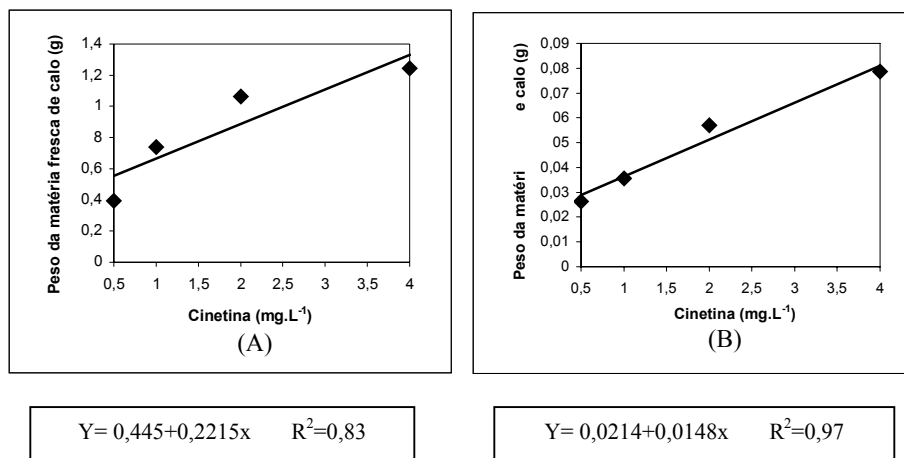 Peso da matéria fresca de calo (g)
1,4
1,2
1
0,8
0,6
0,4
0,2
0
0,5 1 1,5 2 2,5 3 3,5 4
Cinetina (mg.L-1)
(A)
Peso da matéri e calo (g)
0,09
0,08
0,07
0,06
05
04
0,03
0,02
0,01
0
0,5 1 1,5 2 2,5 3 3,5 4
Cinetina (mg.L-1)
(B)
Y= 0,445+0,2215x R²=0,83
Y= 0,0214+0,0148x R²=0,97